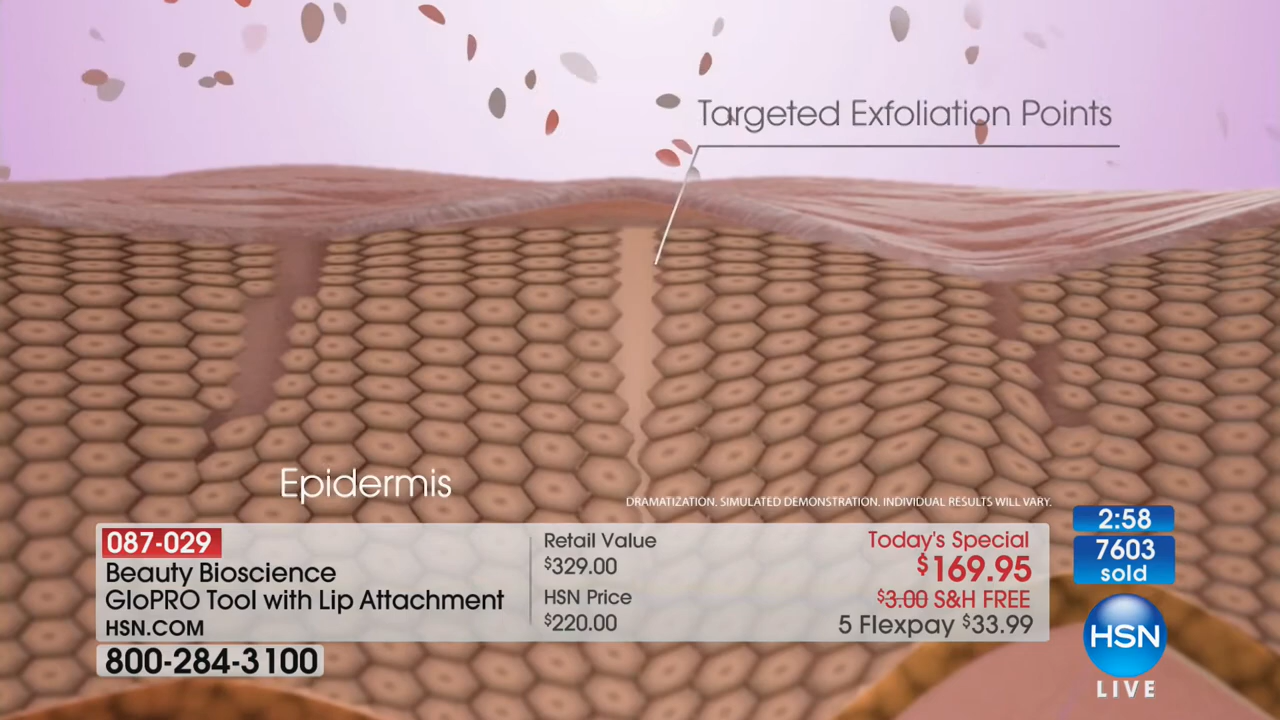 Targeted Exfoliation Points
Epidermis
DRAMATIZATION. SIMULATED DEMONSTRATION. INDIVIDUAL RESULTS WILL VARY.
087-029
Beauty Bioscience
GloPRO Tool with Lip Attachment
HSN.COM
800-284-3100
Retail Value
$329.00
HSN Price
$220.00
Today's Special
$169.95
$3.00 S&H FREE
5 Flexpay $33.99
2:58
7603
sold
HSN
LIVE